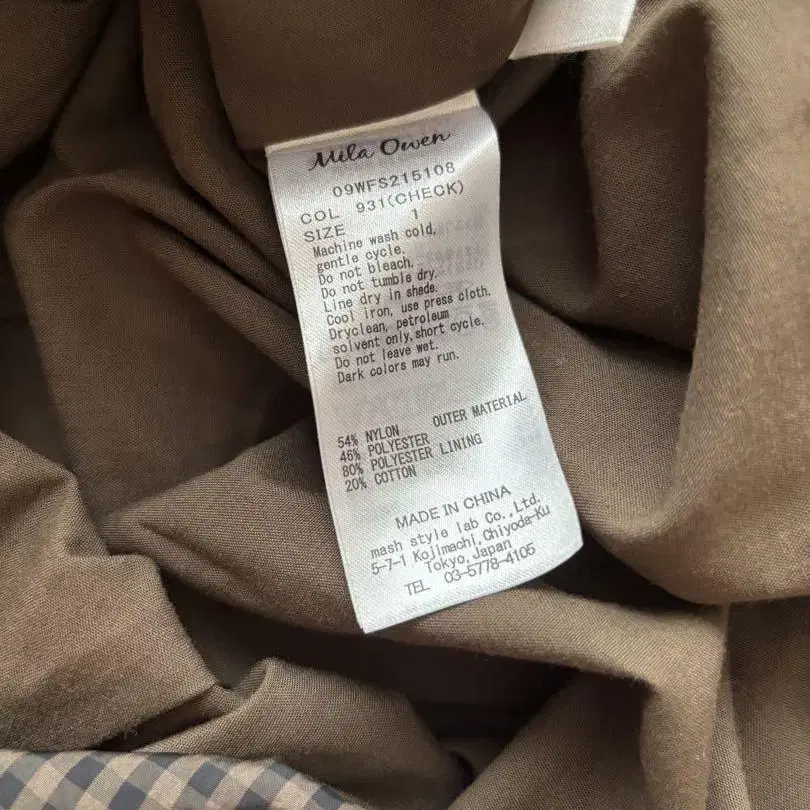 Mila Owen
09WFS215108
COL 931(CHECK)
SIZE 1
Machine wash cold,
gentle cycle.
Do not bleach.
Do not tumble dry.
Line dry in shade.
Cool iron, use press cloth.
Dryclean, petroleum
solvent only, short cycle.
Do not leave wet.
Dark colors may run.
54% NYLON OUTER MATERIAL
46% POLYESTER
80% POLYESTER LINING
20% COTTON
MADE IN CHINA
mash style lab Co., Ltd.
5-7-1 Kojimachi, Chiyoda-Ku
Tokyo, Japan
TEL 03-5778-4105